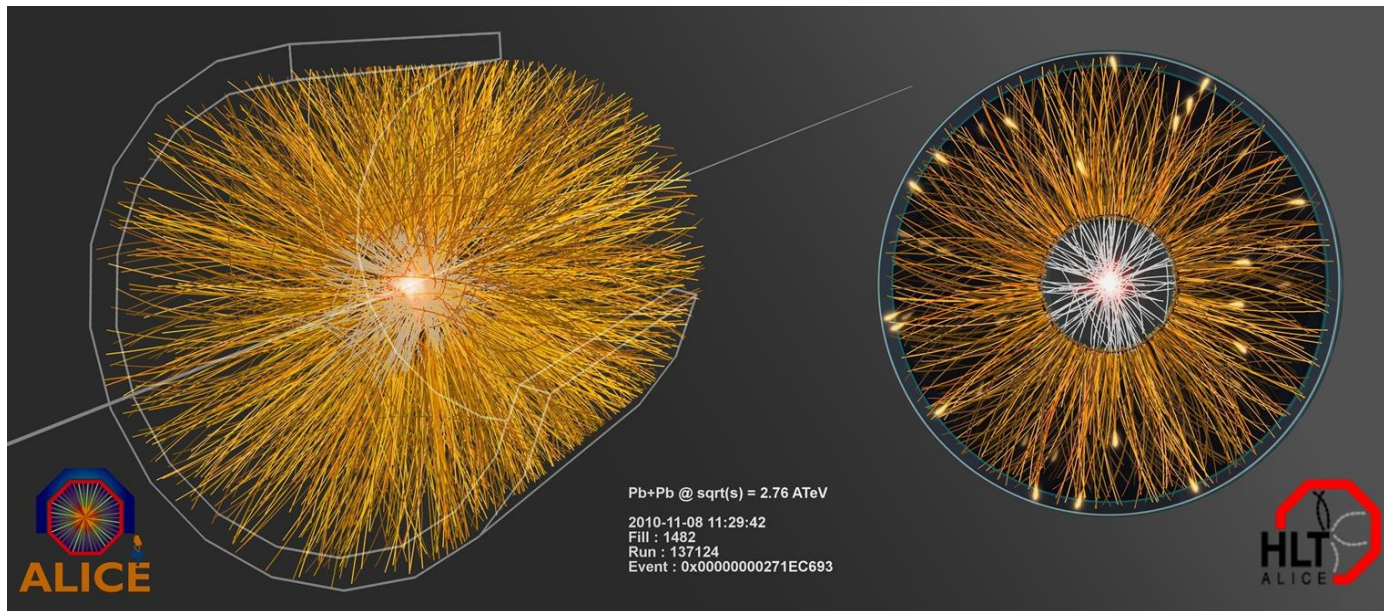 Pb+Pb @ sqrt(s) = 2.76 ATeV
2010-11-08 11:29:42
Fill : 1482
Run : 137124
Event : 0x00000000271EC693
ALICE
HLT
ALICE